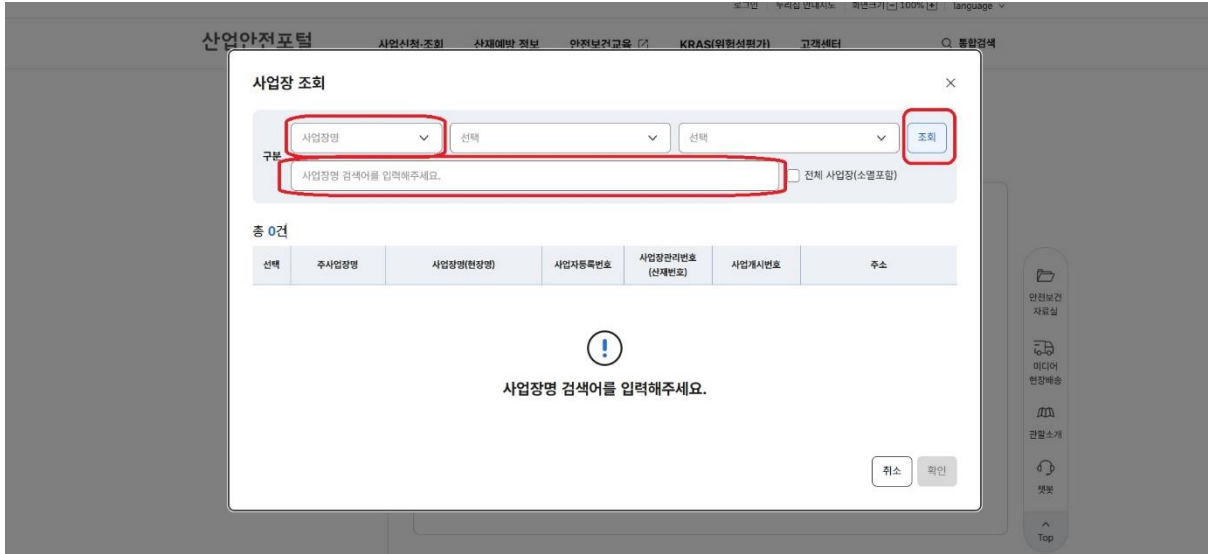 로그인 누리집 안내지도 화면크기 - 100% + language
산업안전포털 사업신청·조회 산재예방 정보 안전보건교육 KRAS(위험성평가) 고객센터 통합검색
사업장 조회
구분 사업장명 선택 선택 조회
사업장명 검색어를 입력해주세요. 전체 사업장(소멸포함)
총 0건
선택 주사업장명 사업장명(현장명) 사업자등록번호 사업장관리번호 (산재번호) 사업개시번호 주소
사업장명 검색어를 입력해주세요.
취소 확인
안전보건
자료실
미디어
현장배송
관할소개
챗봇
Top